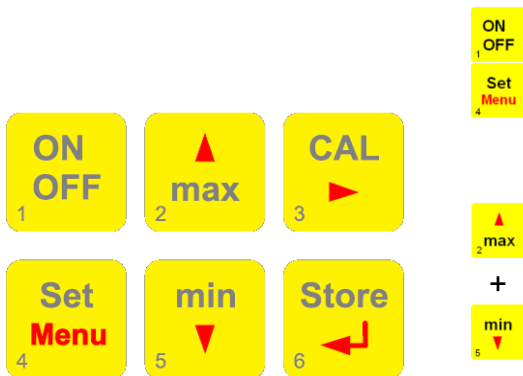 ON
OFF
1
max
2
CAL
3
Set
Menu
4
min
5
Store
6
ON
OFF
1
Set
Menu
4
max
2
+
min
5